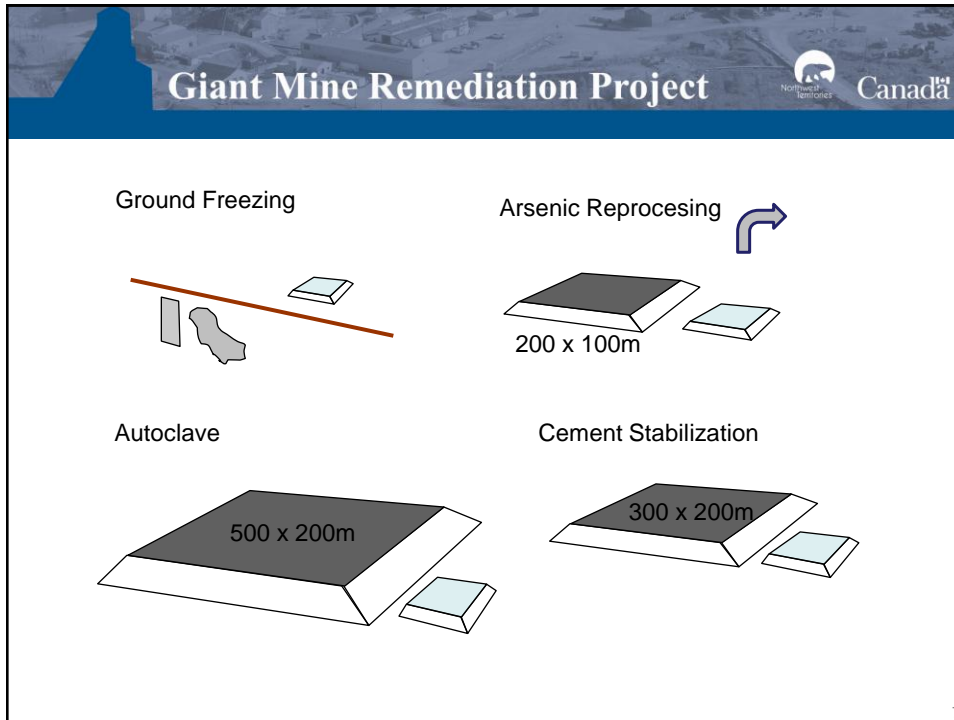 Giant Mine Remediation Project
Northwest
Territories
Canada
Ground Freezing
Arsenic Reprocesing
200 x 100m
Autoclave
Cement Stabilization
500 x 200m
300 x 200m